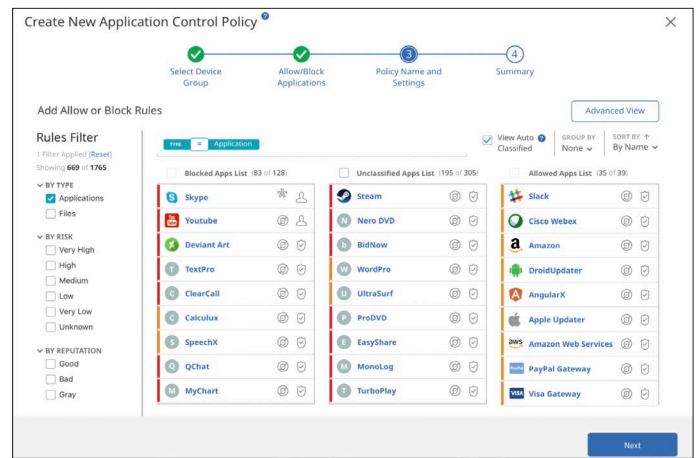 Create New Application Control Policy ?
3
4
Select Device Group
Allow/Block Applications
Policy Name and Settings
Summary
Add Allow or Block Rules
Advanced View
Rules Filter
1 Filter Applied [Reset]
Showing 669 of 1765
BY TYPE
Applications
Files
BY RISK
Very High
High
Medium
Low
Very Low
Unknown
BY REPUTATION
Good
Bad
Gray
TYPE = Application
View Auto Classified ?
GROUP BY
None
SORT BY ↑
By Name
Blocked Apps List (83 of 128)
S Skype
You Tube Youtube
Deviant Art
T TextPro
C ClearCall
C Calculux
S SpeechX
Q QChat
M MyChart
Unclassified Apps List (195 of 305)
Steam
N Nero DVD
b BidNow
W WordPro
U UltraSurf
P ProDVD
E EasyShare
M MonoLog
T TurboPlay
Allowed Apps List (35 of 39)
Slack
Cisco Webex
a Amazon
DroidUpdater
A AngularX
Apple Updater
aws Amazon Web Services
PayPal PayPal Gateway
VISA Visa Gateway
Next